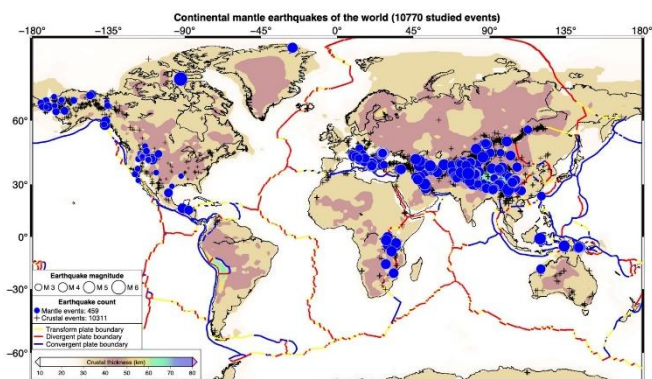 Continental mantle earthquakes of the world (10770 studied events)
−180° −135° −90° −45° 0° 45° 90° 135° 180°
60°
30°
0°
−30°
−60°
Earthquake magnitude
M 3 M 4 M 5 M 6
Earthquake count
Mantle events: 459
+ Crustal events: 10311
Transform plate boundary
Divergent plate boundary
Convergent plate boundary
Crustal thickness (km)
10 20 30 40 50 60 70 80